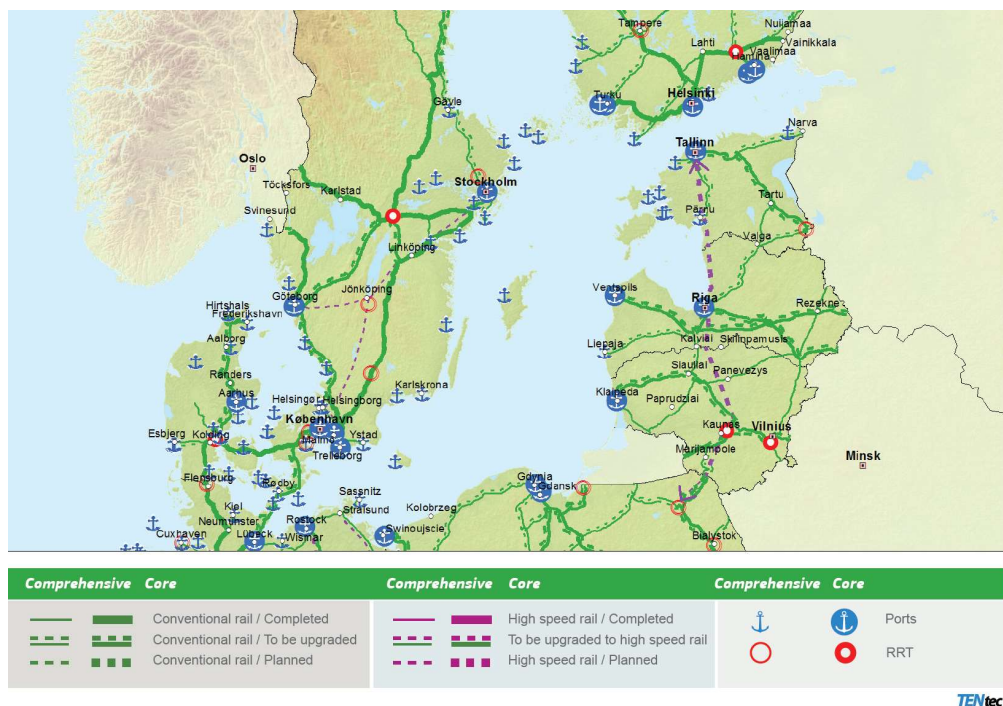 Tampere
Nuijamaa
Lahti
Vainikkala
Vaalimaa
Hamina
Turku
Helsinki
Gävle
Narva
Tallinn
Oslo
Töcksfors
Karlstad
Stockholm
Tartu
Svinesund
Pärnu
Valga
Linköping
Jönköping
Göteborg
Ventspils
Riga
Rezekne
Hirtshals
Frederikshavn
Aalborg
Liepaja
Kalviai
Skilinpamusis
Siauliai
Panevezys
Randers
Aarhus
Karlskrona
Klaipeda
Paprudziai
Helsingor
Helsingborg
København
Kaunas
Vilnius
Esbjerg
Kolding
Malmö
Ystad
Trelleborg
Marijampole
Minsk
Flensburg
Rødby
Gdynia
Gdansk
Sassnitz
Stralsund
Kolobrzeg
Kiel
Neumünster
Rostock
Swinoujscie
Cuxhaven
Lübeck
Wismar
Bialystok
Comprehensive Core Comprehensive Core Comprehensive Core
Conventional rail / Completed High speed rail / Completed Ports
Conventional rail / To be upgraded To be upgraded to high speed rail
Conventional rail / Planned High speed rail / Planned RRT
TENtec